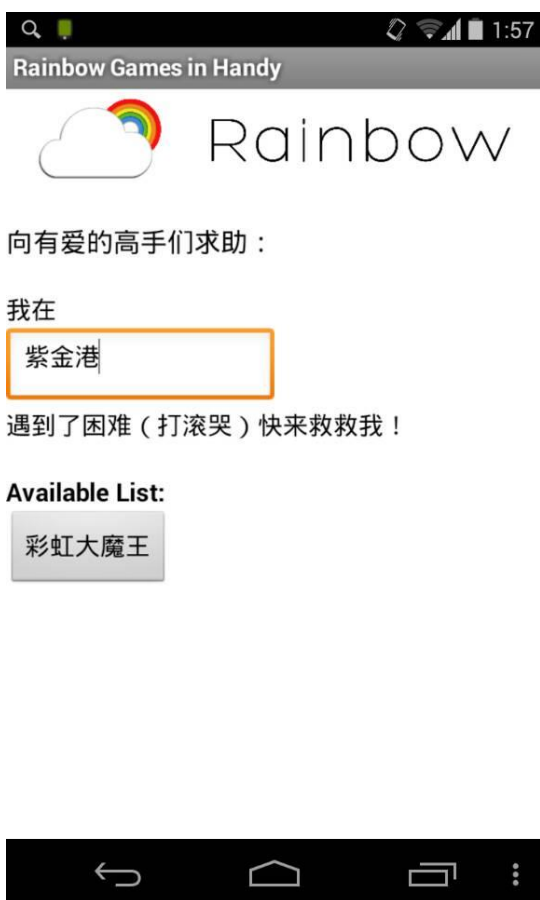 1:57
Rainbow Games in Handy
Rainbow
向有爱的高手们求助：
我在
紫金港
遇到了困难（打滚哭）快来救救我！
Available List:
彩虹大魔王